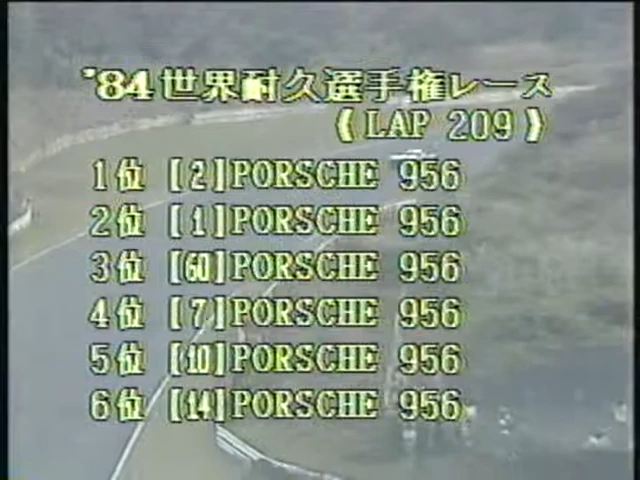 '84世界耐久選手権レース
《LAP 209》
1位 [2]PORSCHE 956
2位 [1]PORSCHE 956
3位 [60]PORSCHE 956
4位 [7]PORSCHE 956
5位 [10]PORSCHE 956
6位 [14]PORSCHE 956